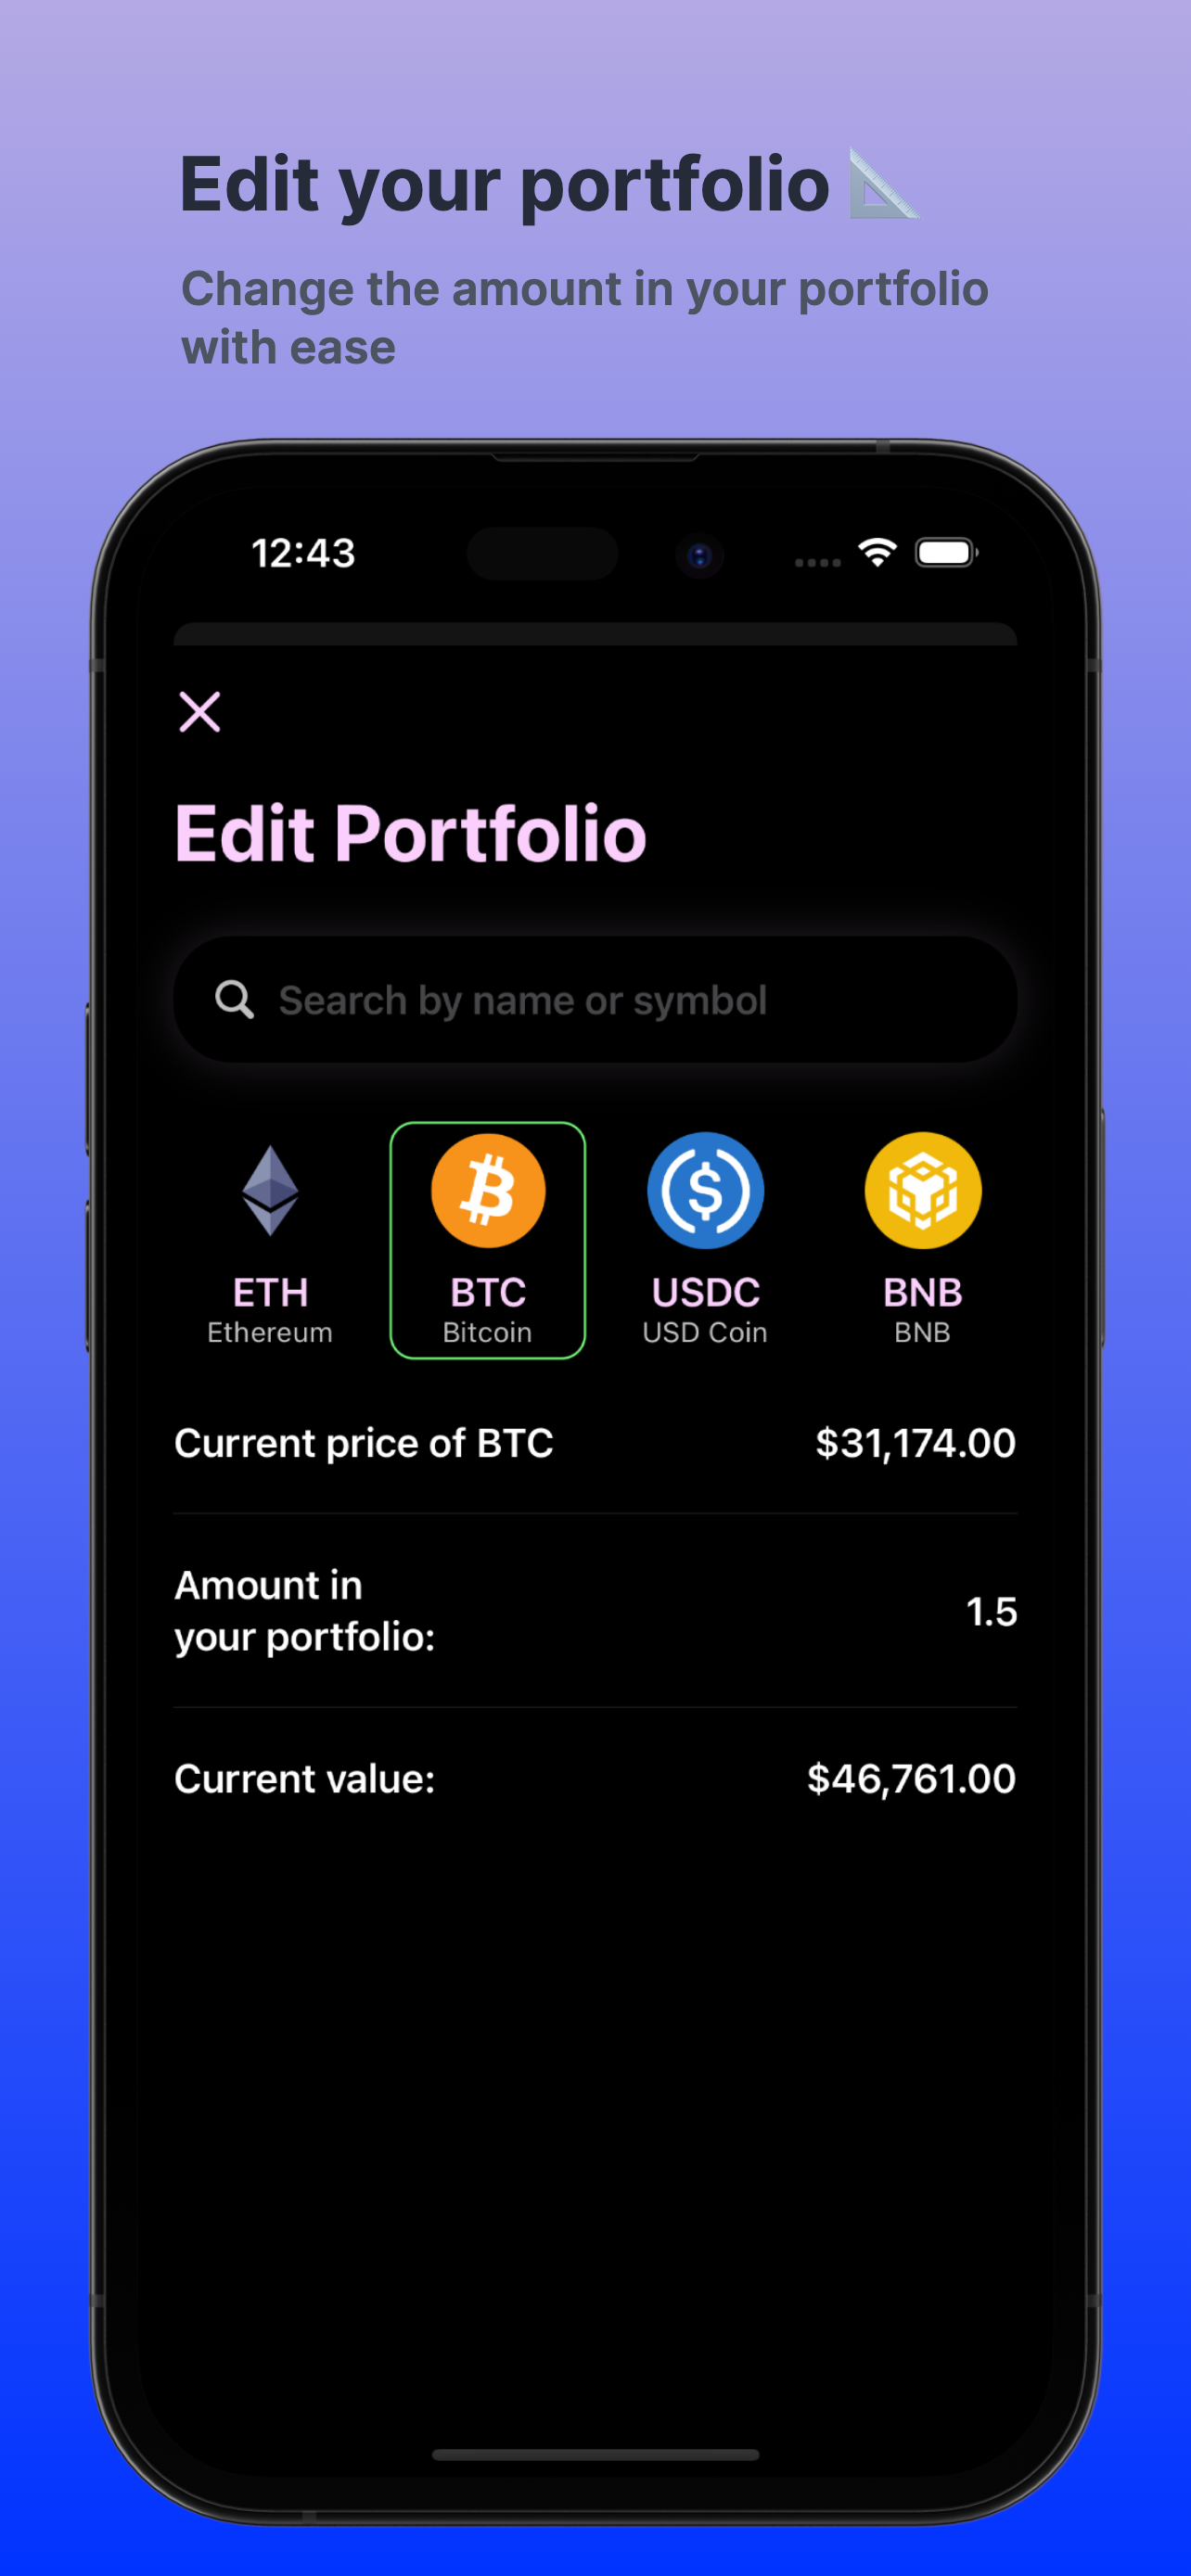 Edit your portfolio 📐
Change the amount in your portfolio
with ease
12:43
Edit Portfolio
Search by name or symbol
ETH BTC USDC BNB
Ethereum Bitcoin USD Coin BNB
Current price of BTC $31,174.00
Amount in
your portfolio: 1.5
Current value: $46,761.00